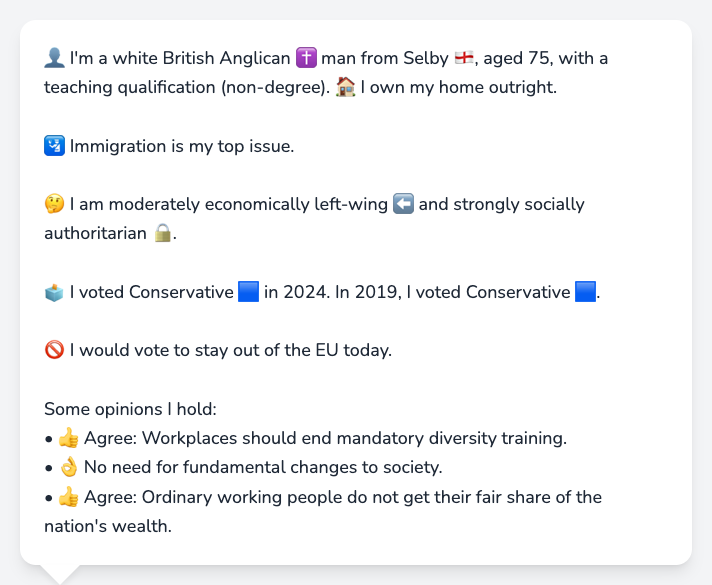 👤 I'm a white British Anglican ✝️ man from Selby 🏴󠁧󠁢󠁥󠁮󠁧󠁿, aged 75, with a
teaching qualification (non-degree). 🏠 I own my home outright.
🛂 Immigration is my top issue.
🤔 I am moderately economically left-wing ⬅️ and strongly socially
authoritarian 🔒.
🗳️ I voted Conservative 🟦 in 2024. In 2019, I voted Conservative 🟦.
🚫 I would vote to stay out of the EU today.
Some opinions I hold:
• 👍 Agree: Workplaces should end mandatory diversity training.
• 👌 No need for fundamental changes to society.
• 👍 Agree: Ordinary working people do not get their fair share of the
nation's wealth.